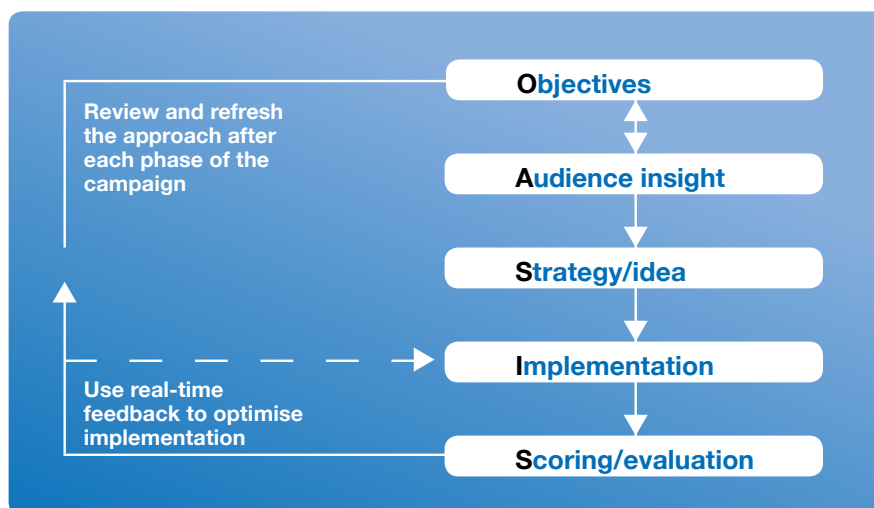 Objectives
Review and refresh
the approach after
each phase of the
campaign
Audience insight
Strategy/idea
Implementation
Use real-time
feedback to optimise
implementation
Scoring/evaluation